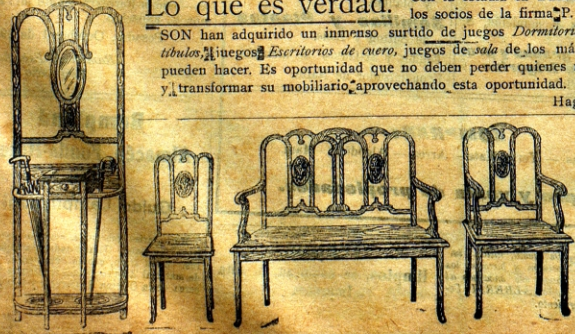 Lo que es verdad.
los socios de la firma P.
SON han adquirido un inmenso surtido de juegos Dormitori
tíbulos, juegos Escritorios de cuero, juegos de sala de los má
pueden hacer. Es oportunidad que no deben perder quienes
y transformar su mobiliario aprovechando esta oportunidad.
Hag